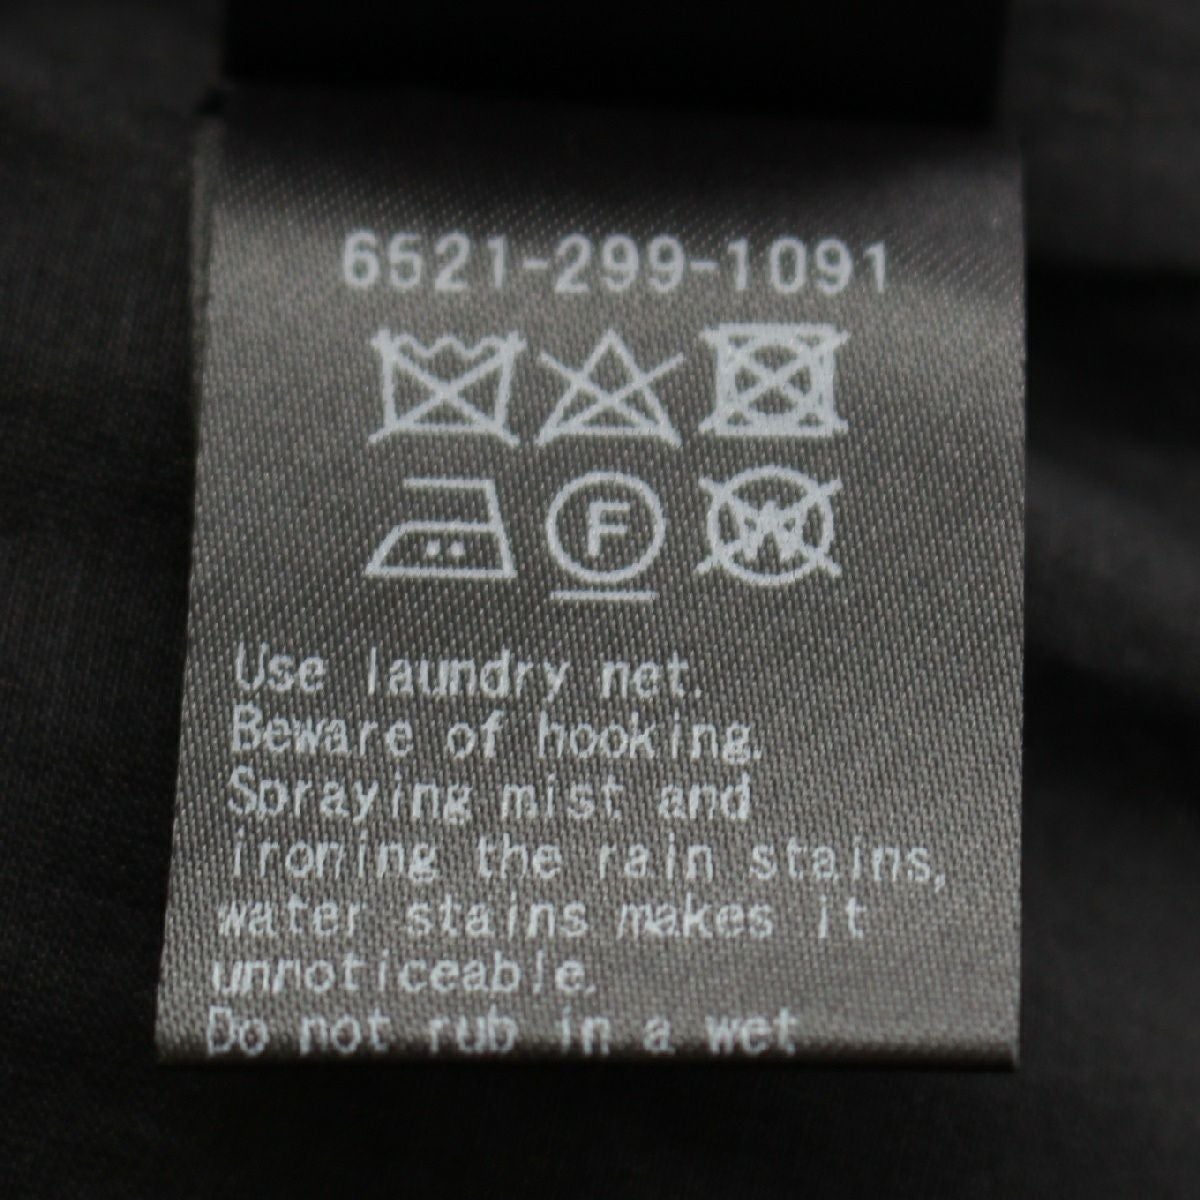 6521-299-1091
F
W
Use laundry net.
Beware of hooking.
Spraying mist and
ironing the rain stains,
water stains makes it
unnoticeable.
Do not rub in a wet